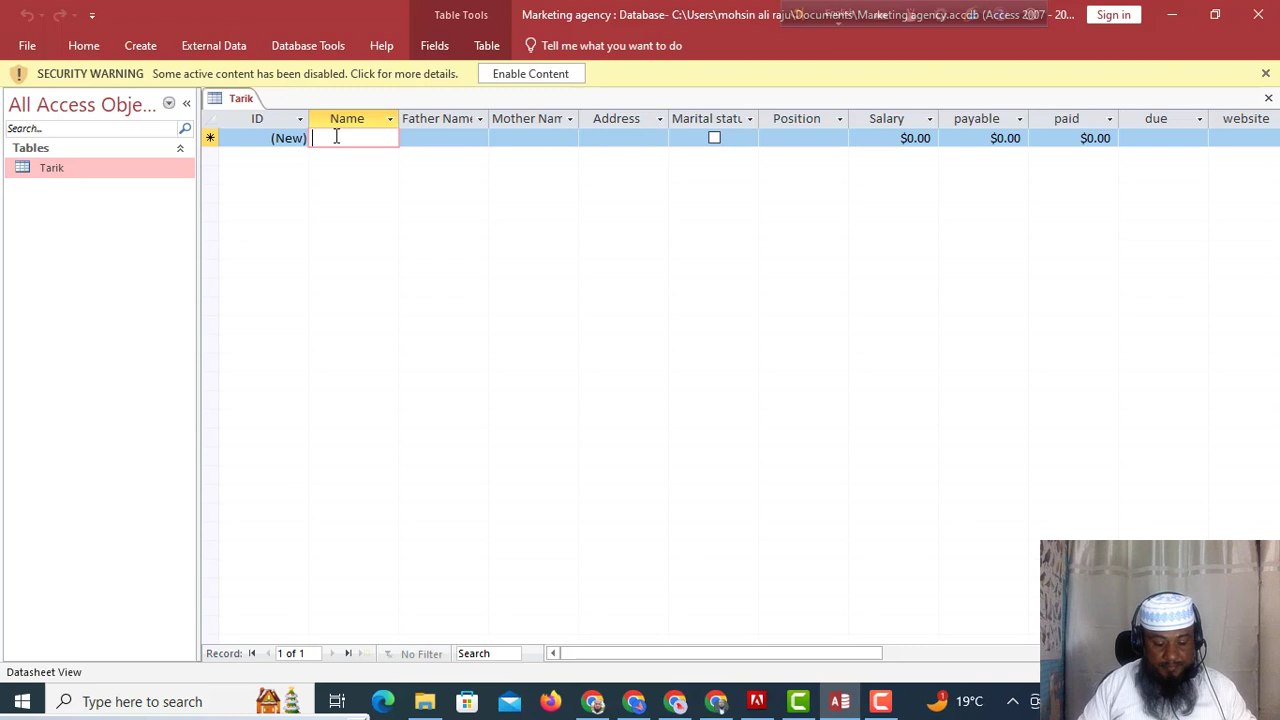 Table Tools
Marketing agency : Database- C:\Users\mohsin ali raju\Documents\Marketing agency.accdb (Access 2007 - 20...
Sign in
File
Home
Create
External Data
Database Tools
Help
Fields
Table
Tell me what you want to do
SECURITY WARNING Some active content has been disabled. Click for more details.
Enable Content
All Access Obje...
Search...
Tables
Tarik
Tarik
ID
Name
Father Name
Mother Nam
Address
Marital statu
Position
Salary
payable
paid
due
website
(New)
$0.00
$0.00
$0.00
Record:
1 of 1
No Filter
Search
Datasheet View
Type here to search
1
19°C